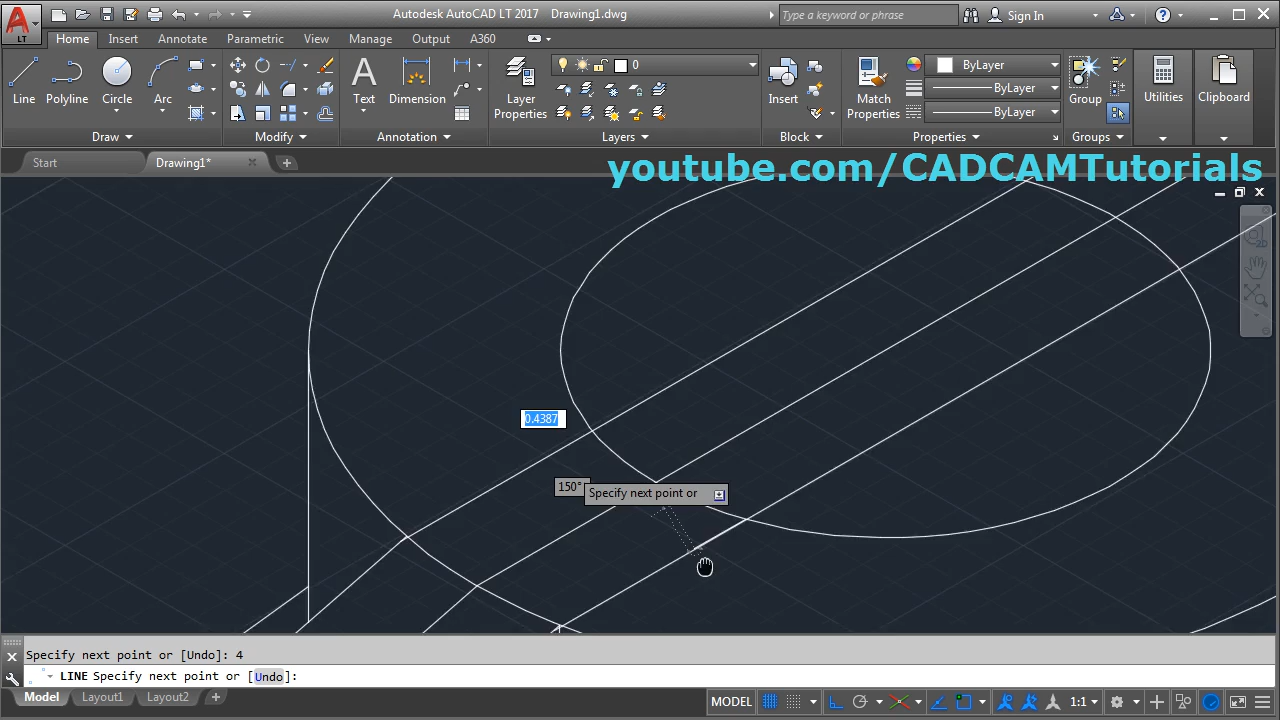 Autodesk AutoCAD LT 2017 Drawing1.dwg
Type a keyword or phrase
Sign In
LT
Home Insert Annotate Parametric View Manage Output A360
Line Polyline Circle Arc
Text Dimension
Layer Properties
0
Insert
Match Properties
ByLayer
ByLayer
ByLayer
Group
Utilities
Clipboard
Draw Modify Annotation Layers Block Properties Groups
Start Drawing1*
youtube.com/CADCAMTutorials
2D
0.4387
150°
Specify next point or
Specify next point or [Undo]: 4
LINE Specify next point or [Undo]:
Model Layout1 Layout2
MODEL
1:1